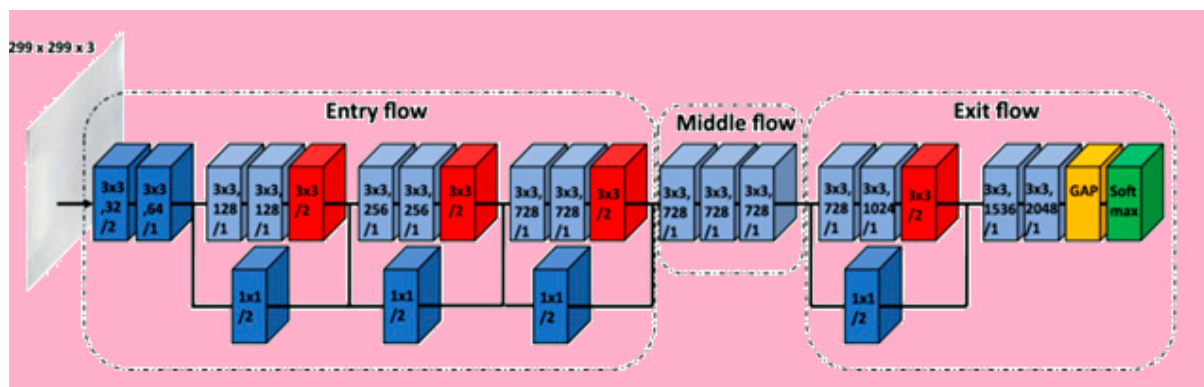 299 x 299 x 3
Entry flow
Middle flow
Exit flow
3x3
,32
/2
3x3
,64
/1
3x3,
128
/1
3x3,
128
/1
3x3
/2
3x3,
256
/1
3x3,
256
/1
3x3
/2
3x3,
728
/1
3x3,
728
/1
3x3
/2
3x3,
728
/1
3x3,
728
/1
3x3,
728
/1
3x3,
728
/1
3x3,
1024
/1
3x3
/2
3x3,
1536
/1
3x3,
2048
/1
GAP
Soft
max
1x1
/2
1x1
/2
1x1
/2
1x1
/2